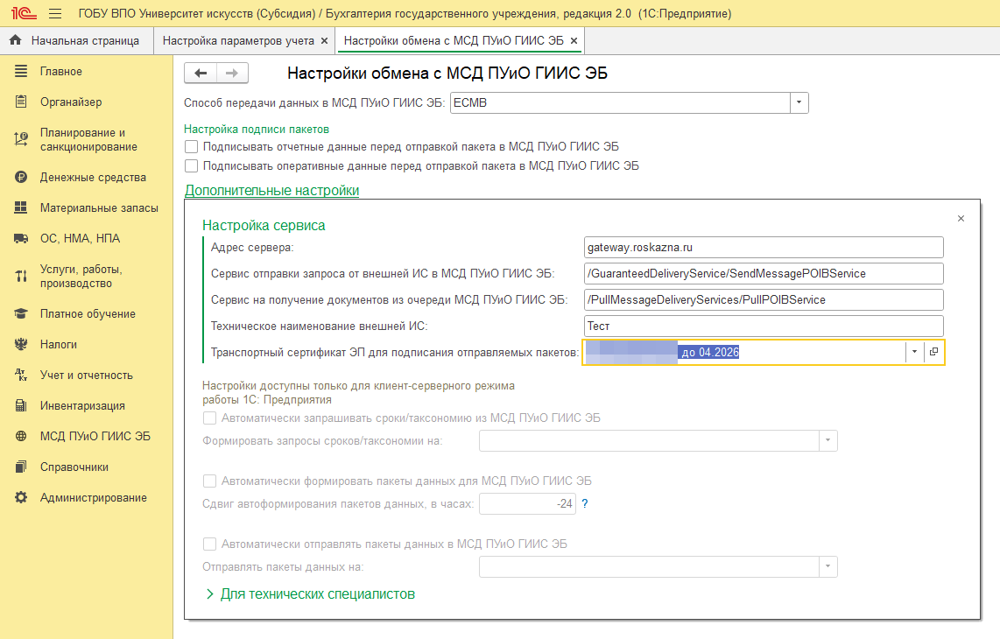 1С ГОБУ ВПО Университет искусств (Субсидия) / Бухгалтерия государственного учреждения, редакция 2.0 (1С:Предприятие)
Начальная страница
Настройка параметров учета ×
Настройки обмена с МСД ПУиО ГИИС ЭБ ×
Главное
Органайзер
Планирование и
санкционирование
Денежные средства
Материальные запасы
ОС, НМА, НПА
Услуги, работы,
производство
Платное обучение
Налоги
Учет и отчетность
Инвентаризация
МСД ПУиО ГИИС ЭБ
Справочники
Администрирование
Настройки обмена с МСД ПУиО ГИИС ЭБ
Способ передачи данных в МСД ПУиО ГИИС ЭБ: ЕСМВ
Настройка подписи пакетов
Подписывать отчетные данные перед отправкой пакета в МСД ПУиО ГИИС ЭБ
Подписывать оперативные данные перед отправкой пакета в МСД ПУиО ГИИС ЭБ
Дополнительные настройки
Настройка сервиса
Адрес сервера: gateway.roskazna.ru
Сервис отправки запроса от внешней ИС в МСД ПУиО ГИИС ЭБ: /GuaranteedDeliveryService/SendMessagePOIBService
Сервис на получение документов из очереди МСД ПУиО ГИИС ЭБ: /PullMessageDeliveryServices/PullPOIBService
Техническое наименование внешней ИС: Тест
Транспортный сертификат ЭП для подписания отправляемых пакетов: до 04.2026
Настройки доступны только для клиент-серверного режима
работы 1С: Предприятия
Автоматически запрашивать сроки/таксономию из МСД ПУиО ГИИС ЭБ
Формировать запросы сроков/таксономии на:
Автоматически формировать пакеты данных для МСД ПУиО ГИИС ЭБ
Сдвиг автоформирования пакетов данных, в часах: -24 ?
Автоматически отправлять пакеты данных в МСД ПУиО ГИИС ЭБ
Отправлять пакеты данных на:
Для технических специалистов